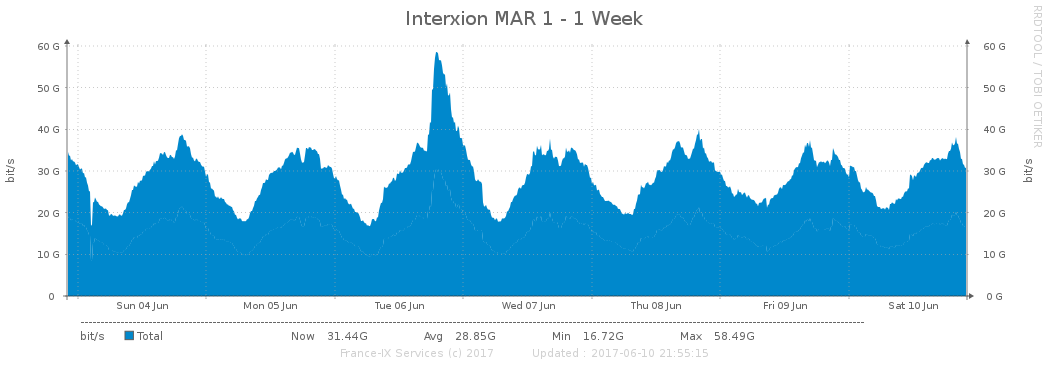 Interxion MAR 1 - 1 Week
RRDTOOL / TOBI OETIKER
60 G 60 G
50 G 50 G
40 G 40 G
30 G 30 G
20 G 20 G
10 G 10 G
0 0 G
bit/s
bit/s
Sun 04 Jun Mon 05 Jun Tue 06 Jun Wed 07 Jun Thu 08 Jun Fri 09 Jun Sat 10 Jun
bit/s Total Now 31.44G Avg 28.85G Min 16.72G Max 58.49G
France-IX Services (c) 2017 Updated : 2017-06-10 21:55:15